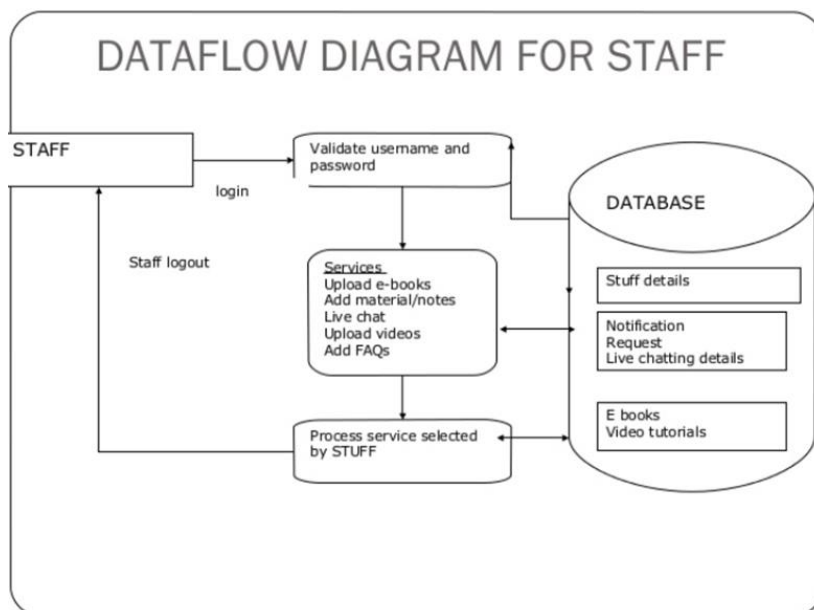 DATAFLOW DIAGRAM FOR STAFF
STAFF
login
Staff logout
Validate username and
password
Services
Upload e-books
Add material/notes
Live chat
Upload videos
Add FAQs
Process service selected
by STUFF
DATABASE
Stuff details
Notification
Request
Live chatting details
E books
Video tutorials